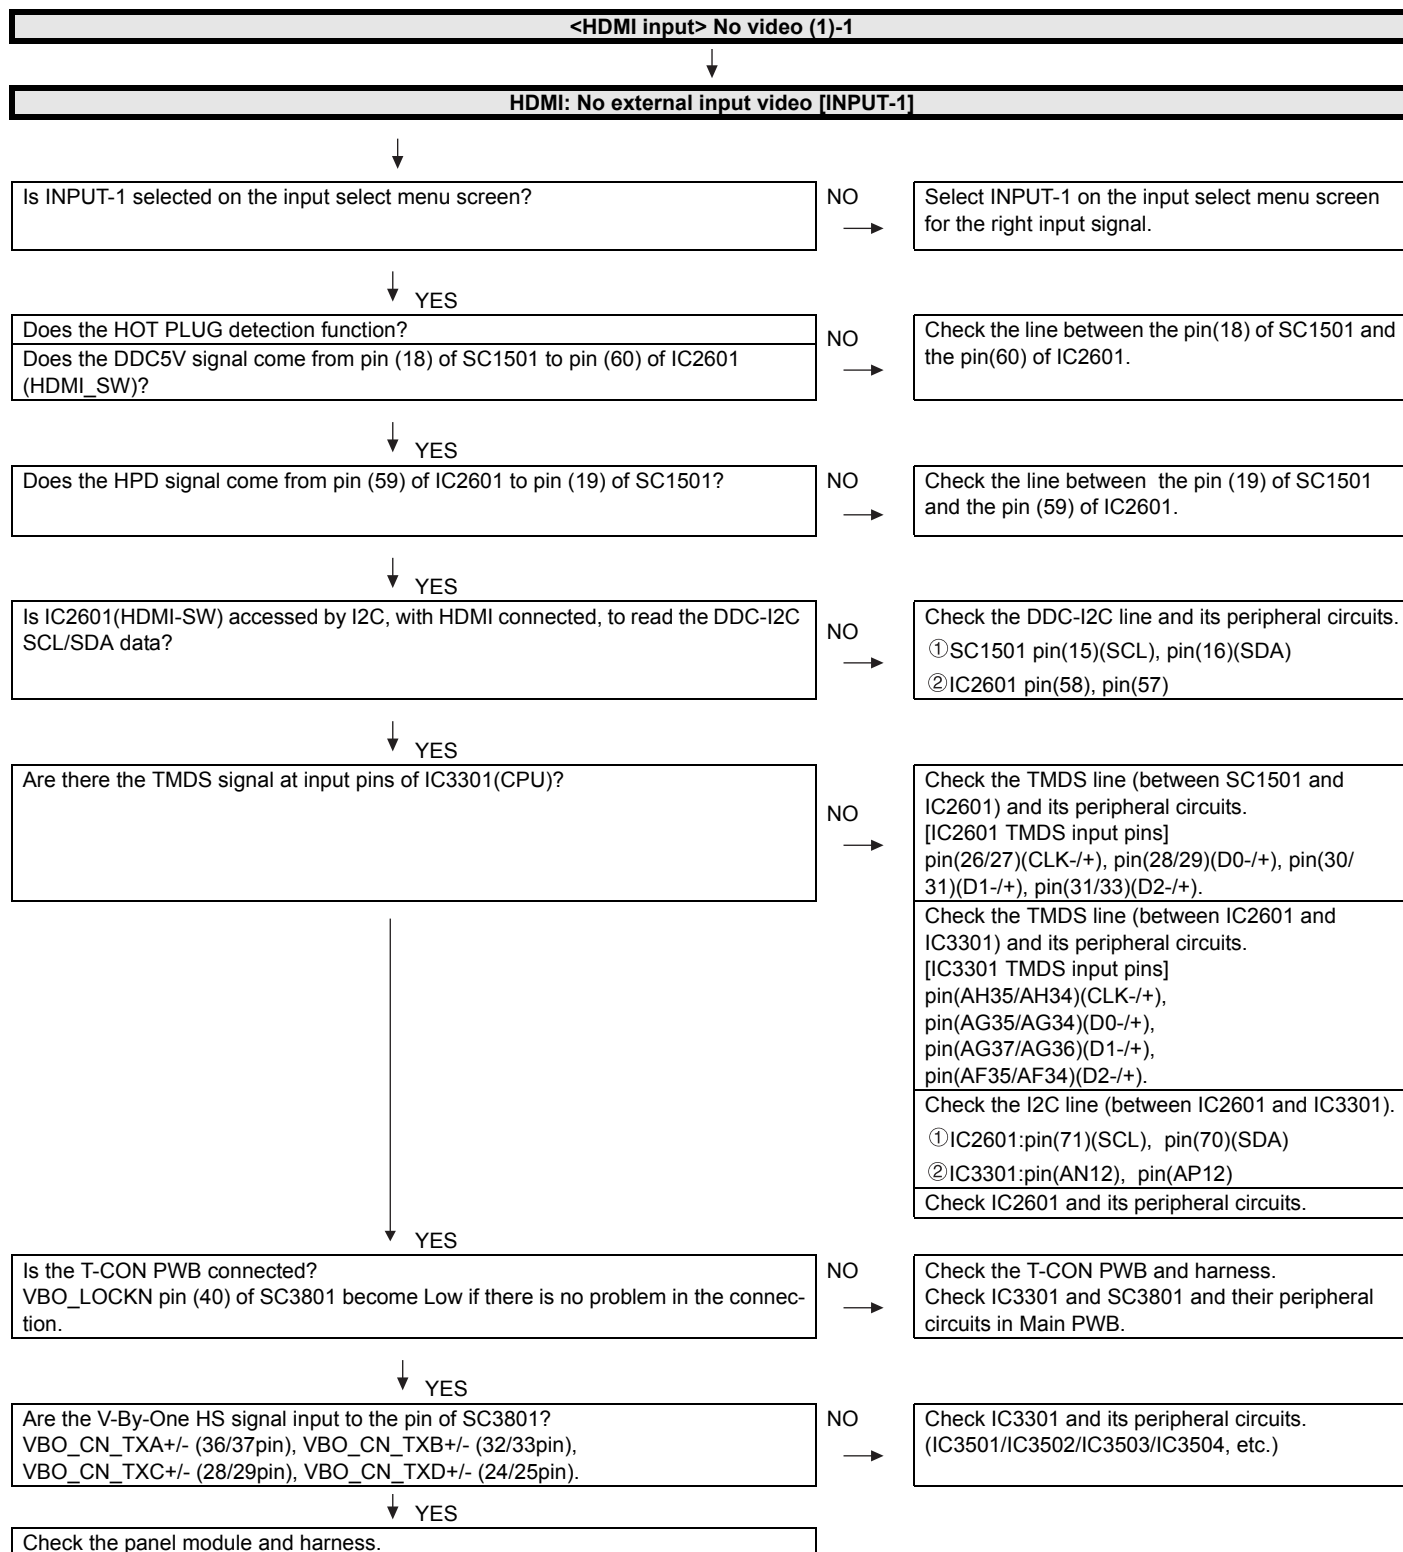 <HDMI input> No video (1)-1
HDMI: No external input video [INPUT-1]
Is INPUT-1 selected on the input select menu screen?
NO
Select INPUT-1 on the input select menu screen
for the right input signal.
YES
Does the HOT PLUG detection function?
Does the DDC5V signal come from pin (18) of SC1501 to pin (60) of IC2601
(HDMI_SW)?
NO
Check the line between the pin(18) of SC1501 and
the pin(60) of IC2601.
YES
Does the HPD signal come from pin (59) of IC2601 to pin (19) of SC1501?
NO
Check the line between  the pin (19) of SC1501
and the pin (59) of IC2601.
YES
Is IC2601(HDMI-SW) accessed by I2C, with HDMI connected, to read the DDC-I2C
SCL/SDA data?
NO
Check the DDC-I2C line and its peripheral circuits.
①SC1501 pin(15)(SCL), pin(16)(SDA)
②IC2601 pin(58), pin(57)
YES
Are there the TMDS signal at input pins of IC3301(CPU)?
NO
Check the TMDS line (between SC1501 and
IC2601) and its peripheral circuits.
[IC2601 TMDS input pins]
pin(26/27)(CLK-/+), pin(28/29)(D0-/+), pin(30/
31)(D1-/+), pin(31/33)(D2-/+).
Check the TMDS line (between IC2601 and
IC3301) and its peripheral circuits.
[IC3301 TMDS input pins]
pin(AH35/AH34)(CLK-/+),
pin(AG35/AG34)(D0-/+),
pin(AG37/AG36)(D1-/+),
pin(AF35/AF34)(D2-/+).
Check the I2C line (between IC2601 and IC3301).
①IC2601:pin(71)(SCL),  pin(70)(SDA)
②IC3301:pin(AN12),  pin(AP12)
Check IC2601 and its peripheral circuits.
YES
Is the T-CON PWB connected?
VBO_LOCKN pin (40) of SC3801 become Low if there is no problem in the connec-
tion.
NO
Check the T-CON PWB and harness.
Check IC3301 and SC3801 and their peripheral
circuits in Main PWB.
YES
Are the V-By-One HS signal input to the pin of SC3801?
VBO_CN_TXA+/- (36/37pin), VBO_CN_TXB+/- (32/33pin),
VBO_CN_TXC+/- (28/29pin), VBO_CN_TXD+/- (24/25pin).
NO
Check IC3301 and its peripheral circuits.
(IC3501/IC3502/IC3503/IC3504, etc.)
YES
Check the panel module and harness.